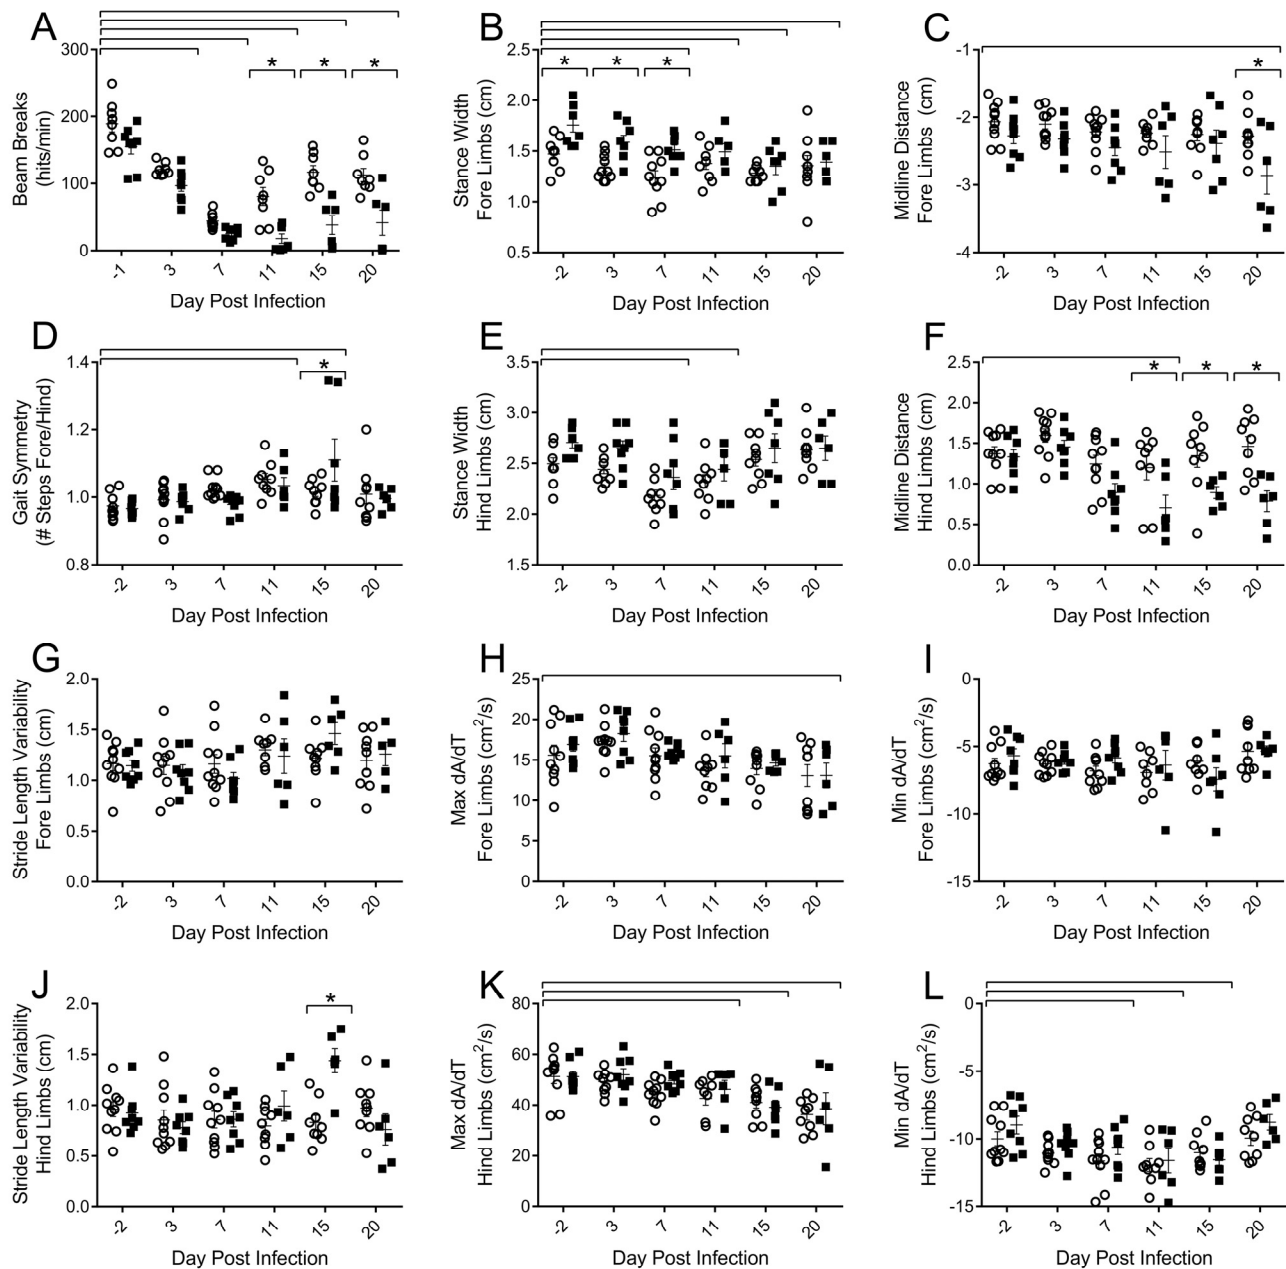 A
Beam Breaks
(hits/min)
300
200
100
0
* * *
-1 3 7 11 15 20
Day Post Infection
B
Stance Width
Fore Limbs (cm)
2.5
2.0
1.5
1.0
0.5
* * *
-2 3 7 11 15 20
Day Post Infection
C
Midline Distance
Fore Limbs (cm)
-1
-2
-3
-4
*
-2 3 7 11 15 20
Day Post Infection
D
Gait Symmetry
(# Steps Fore/Hind)
1.4
1.2
1.0
0.8
*
-2 3 7 11 15 20
Day Post Infection
E
Stance Width
Hind Limbs (cm)
3.5
3.0
2.5
2.0
1.5
-2 3 7 11 15 20
Day Post Infection
F
Midline Distance
Hind Limbs (cm)
2.5
2.0
1.5
1.0
0.5
0.0
* * *
-2 3 7 11 15 20
Day Post Infection
G
Stride Length Variability
Fore Limbs (cm)
2.0
1.5
1.0
0.5
0.0
-2 3 7 11 15 20
Day Post Infection
H
Max dA/dT
Fore Limbs (cm²/s)
25
20
15
10
5
0
-2 3 7 11 15 20
Day Post Infection
I
Min dA/dT
Fore Limbs (cm²/s)
0
-5
-10
-15
-2 3 7 11 15 20
Day Post Infection
J
Stride Length Variability
Hind Limbs (cm)
2.0
1.5
1.0
0.5
0.0
*
-2 3 7 11 15 20
Day Post Infection
K
Max dA/dT
Hind Limbs (cm²/s)
80
60
40
20
0
-2 3 7 11 15 20
Day Post Infection
L
Min dA/dT
Hind Limbs (cm²/s)
0
-5
-10
-15
-2 3 7 11 15 20
Day Post Infection